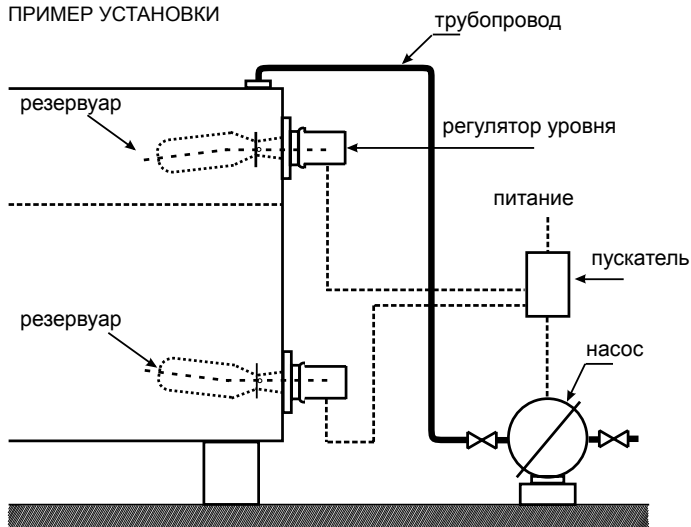 ПРИМЕР УСТАНОВКИ
трубопровод
резервуар
регулятор уровня
питание
пускатель
резервуар
насос